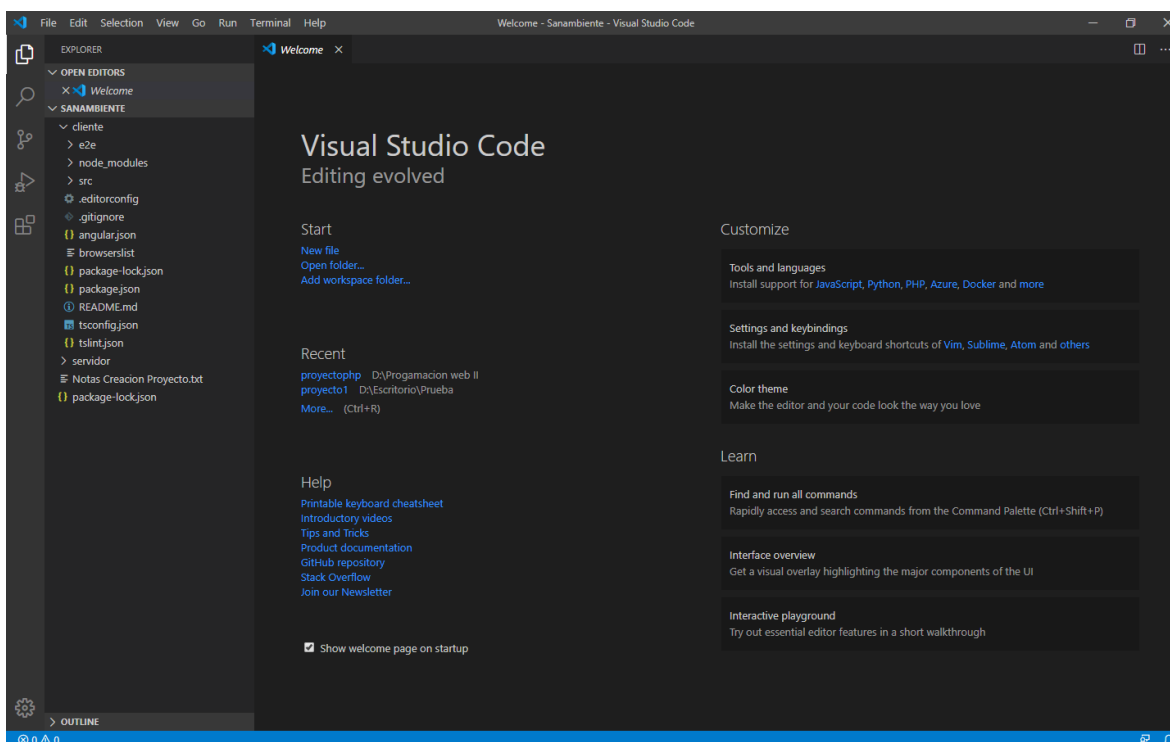 File Edit Selection View Go Run Terminal Help
Welcome - Sanambiente - Visual Studio Code
EXPLORER
Welcome
OPEN EDITORS
Welcome
SANAMBIENTE
cliente
e2e
node_modules
src
.editorconfig
.gitignore
angular.json
browserslist
package-lock.json
package.json
README.md
tsconfig.json
tslint.json
servidor
Notas Creacion Proyecto.txt
package-lock.json
OUTLINE
Visual Studio Code
Editing evolved
Start
New file
Open folder...
Add workspace folder...
Recent
proyectophp D:\Progamacion web II
proyecto1 D:\Escritorio\Prueba
More... (Ctrl+R)
Help
Printable keyboard cheatsheet
Introductory videos
Tips and Tricks
Product documentation
GitHub repository
Stack Overflow
Join our Newsletter
Show welcome page on startup
Customize
Tools and languages
Install support for JavaScript, Python, PHP, Azure, Docker and more
Settings and keybindings
Install the settings and keyboard shortcuts of Vim, Sublime, Atom and others
Color theme
Make the editor and your code look the way you love
Learn
Find and run all commands
Rapidly access and search commands from the Command Palette (Ctrl+Shift+P)
Interface overview
Get a visual overlay highlighting the major components of the UI
Interactive playground
Try out essential editor features in a short walkthrough
0 0